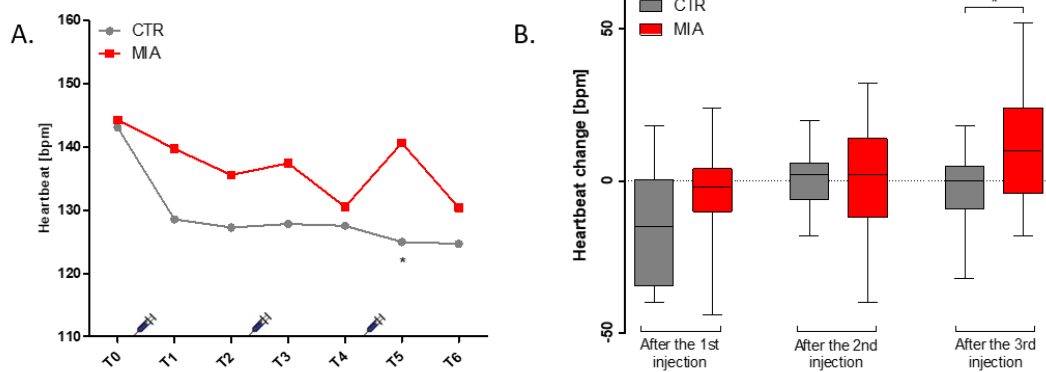 A.
CTR
MIA
Heartbeat [bpm]
160
150
140
130
120
110
*
T0
T1
T2
T3
T4
T5
T6
B.
CTR
MIA
Heartbeat change [bpm]
50
0
-50
*
After the 1st
injection
After the 2nd
injection
After the 3rd
injection